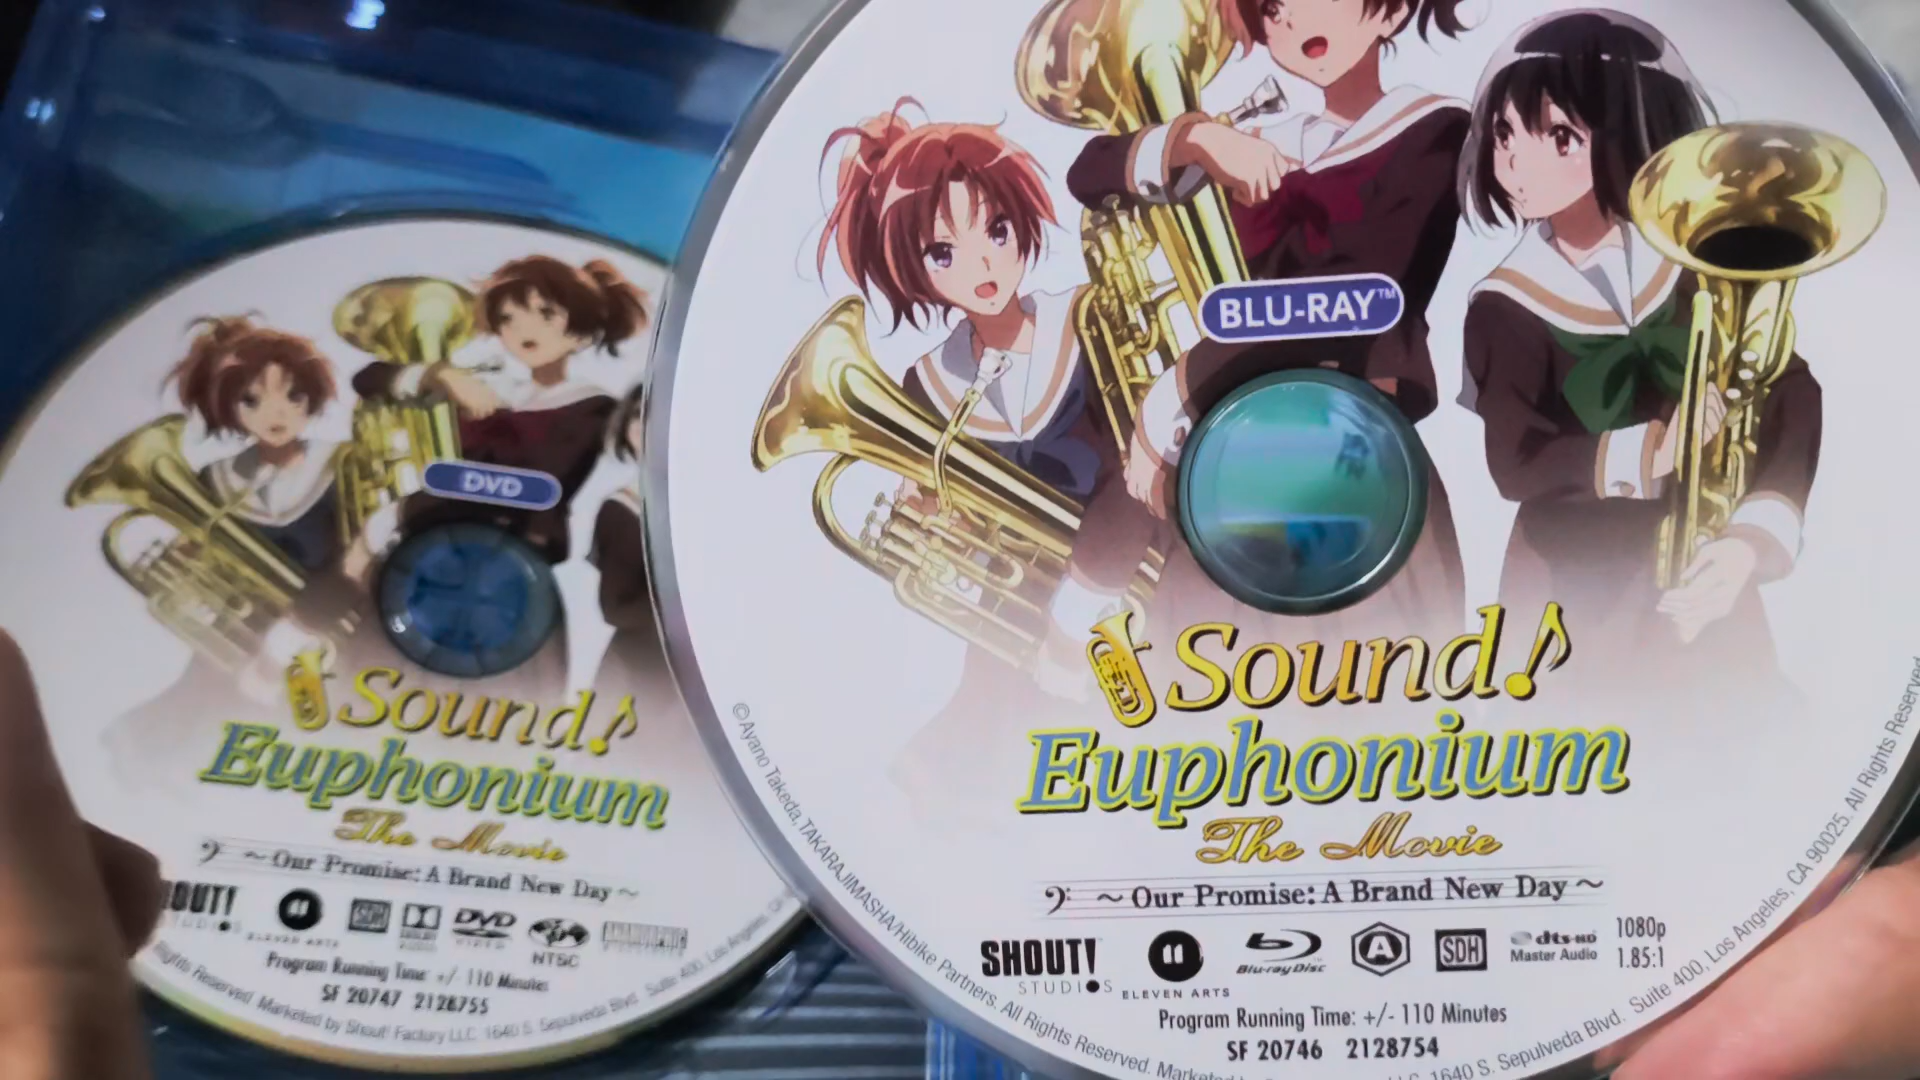 DVD
Sound!
Euphonium
The Movie
~Our Promise: A Brand New Day~
OUT!
STUDIOS
ELEVEN ARTS
SDH
DVD
VIDEO
NTSC
Program Running Time: +/- 110 Minutes
SF 20747 2128755
Rights Reserved. Marketed by Shout! Factory LLC. 1640 S. Sepulveda Blvd. Suite 400, Los Angeles,
BLU-RAY™
Sound!
Euphonium
The Movie
~Our Promise: A Brand New Day~
SHOUT!
STUDIOS
ELEVEN ARTS
Blu-ray Disc
A
SDH
dts-HD
Master Audio
1080p
1.85:1
Program Running Time: +/- 110 Minutes
SF 20746 2128754
©Ayano Takeda, TAKARAJIMASHA/Hibike Partners. All Rights Reserved. Marketed 1640 S. Sepulveda Blvd. Suite 400, Los Angeles, CA 90025. All Rights Reserved